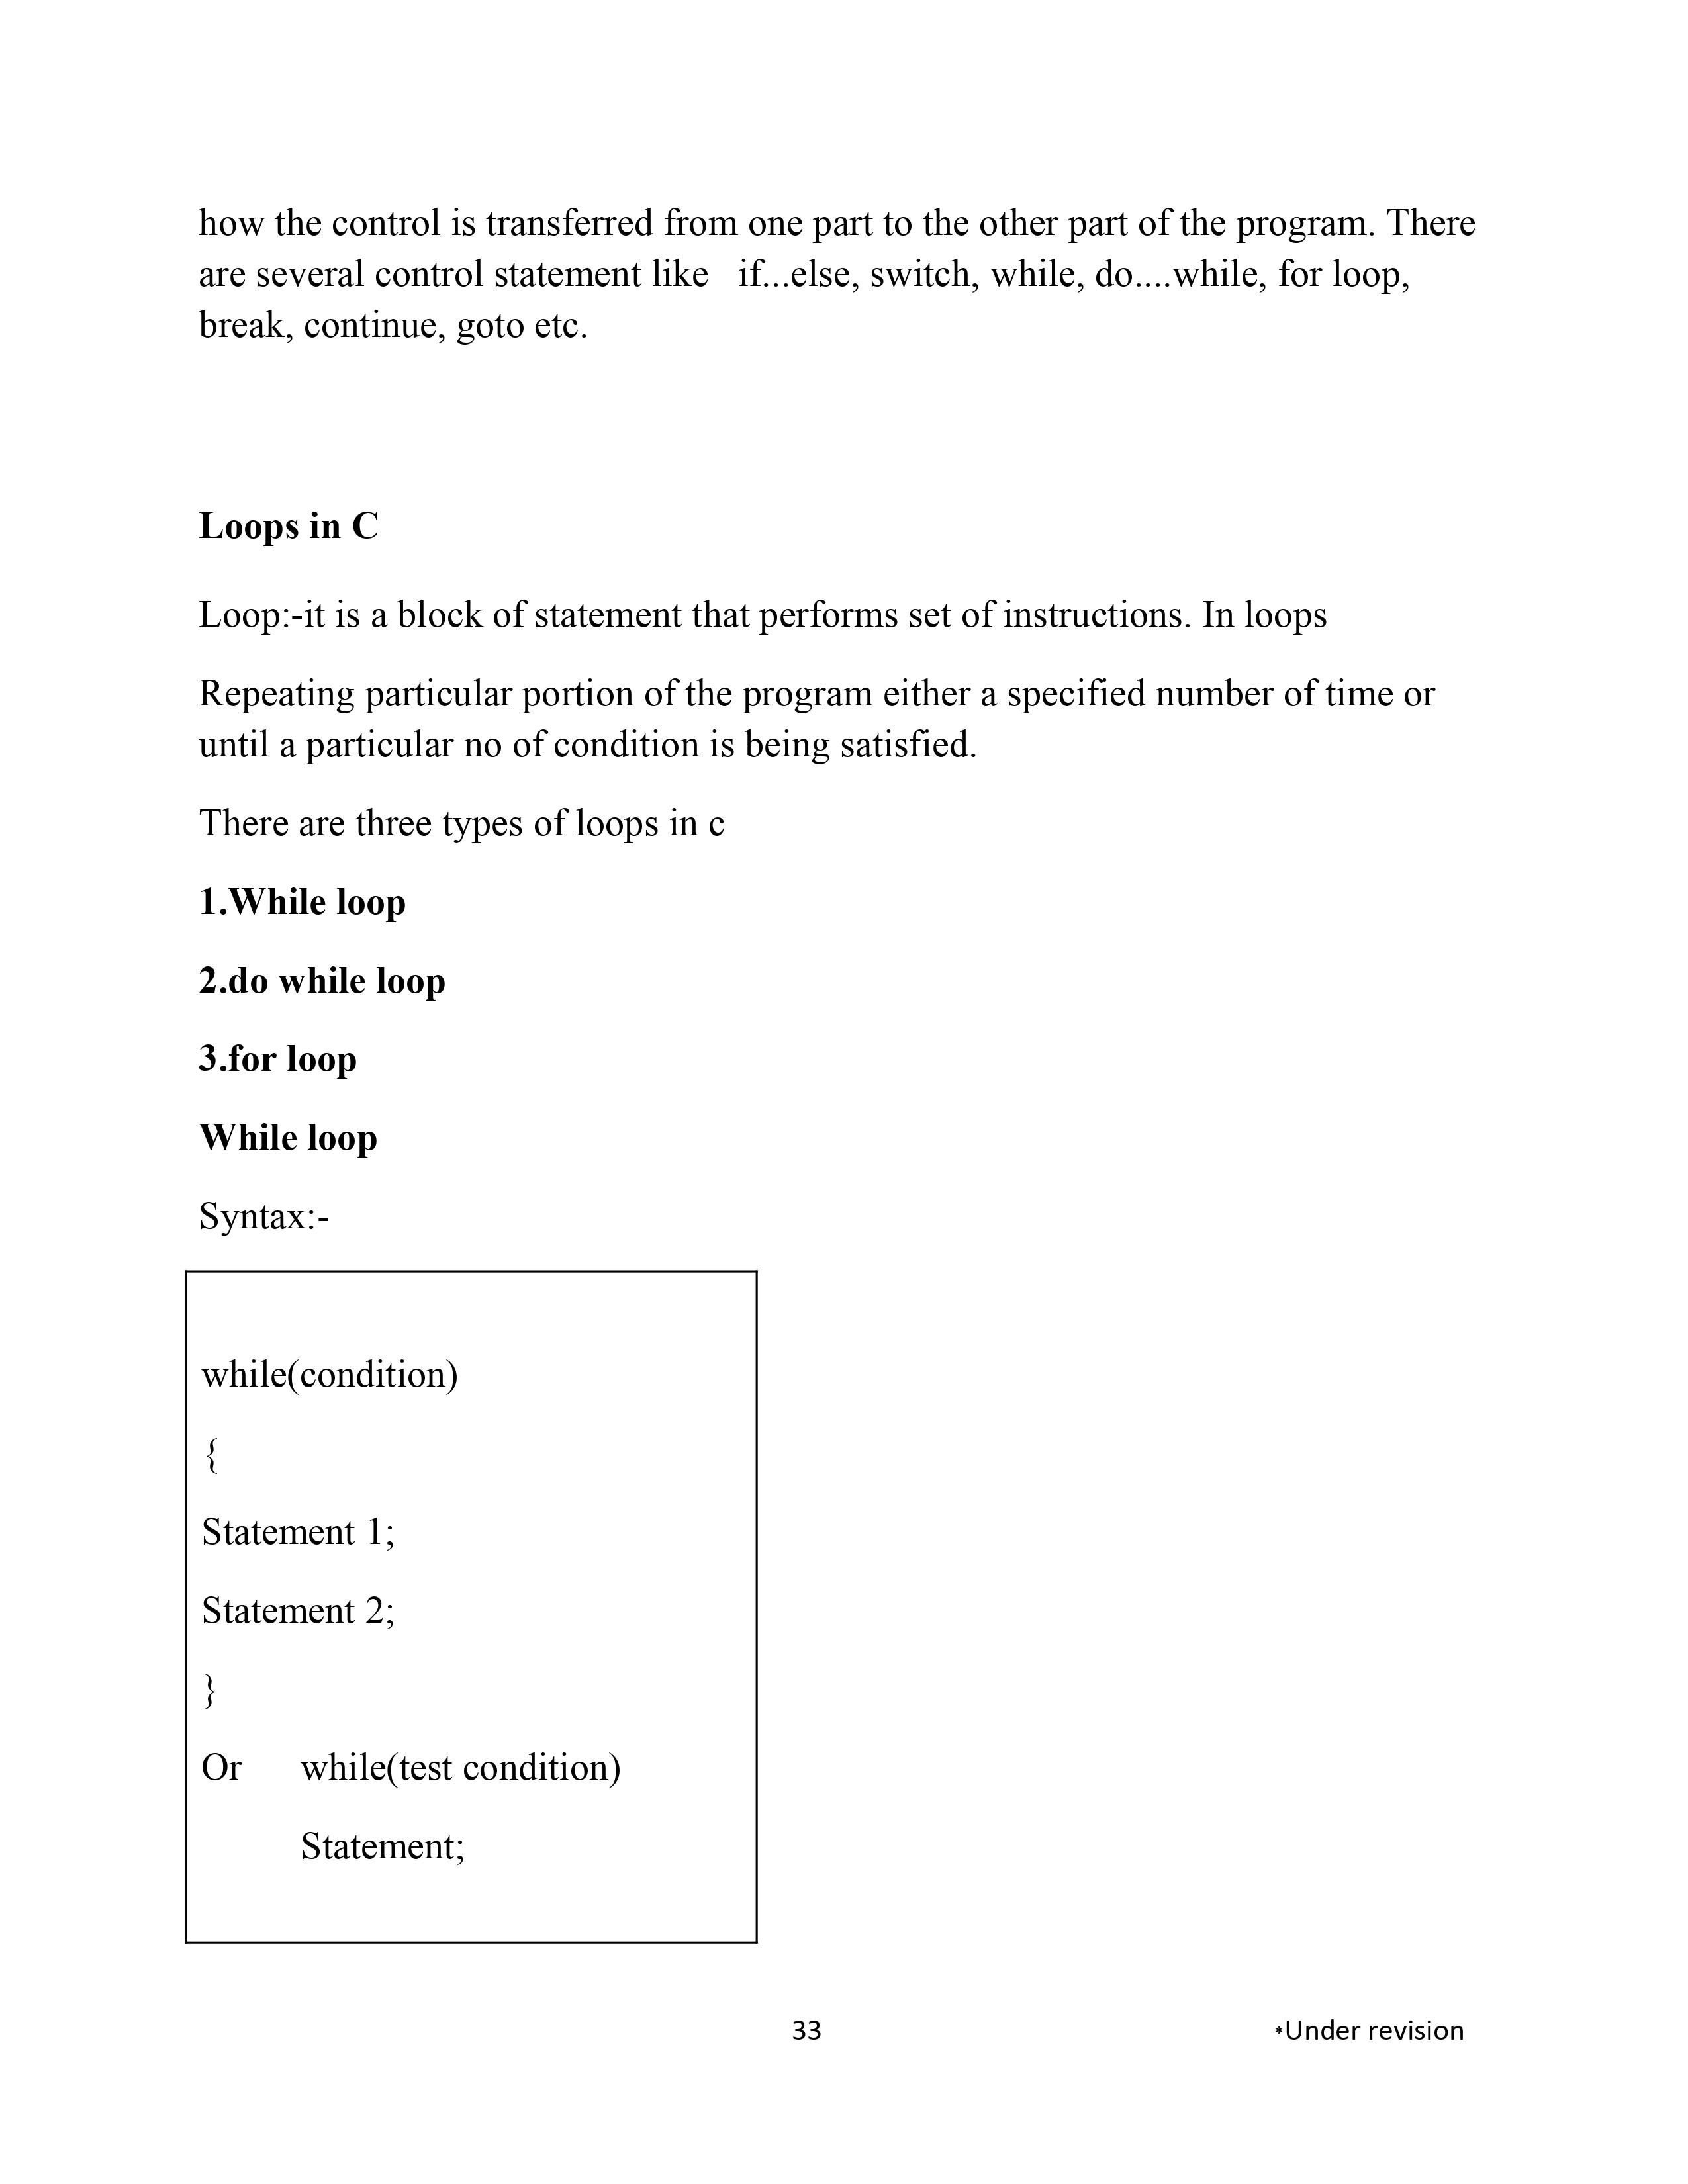 how the control is transferred from one part to the other part of the program. There
are several control statement like   if...else, switch, while, do....while, for loop,
break, continue, goto etc.
Loops in C
Loop:-it is a block of statement that performs set of instructions. In loops
Repeating particular portion of the program either a specified number of time or
until a particular no of condition is being satisfied.
There are three types of loops in c
1.While loop
2.do while loop
3.for loop
While loop
Syntax:-
while(condition)
{
Statement 1;
Statement 2;
}
Or      while(test condition)
Statement;
33 *Under revision